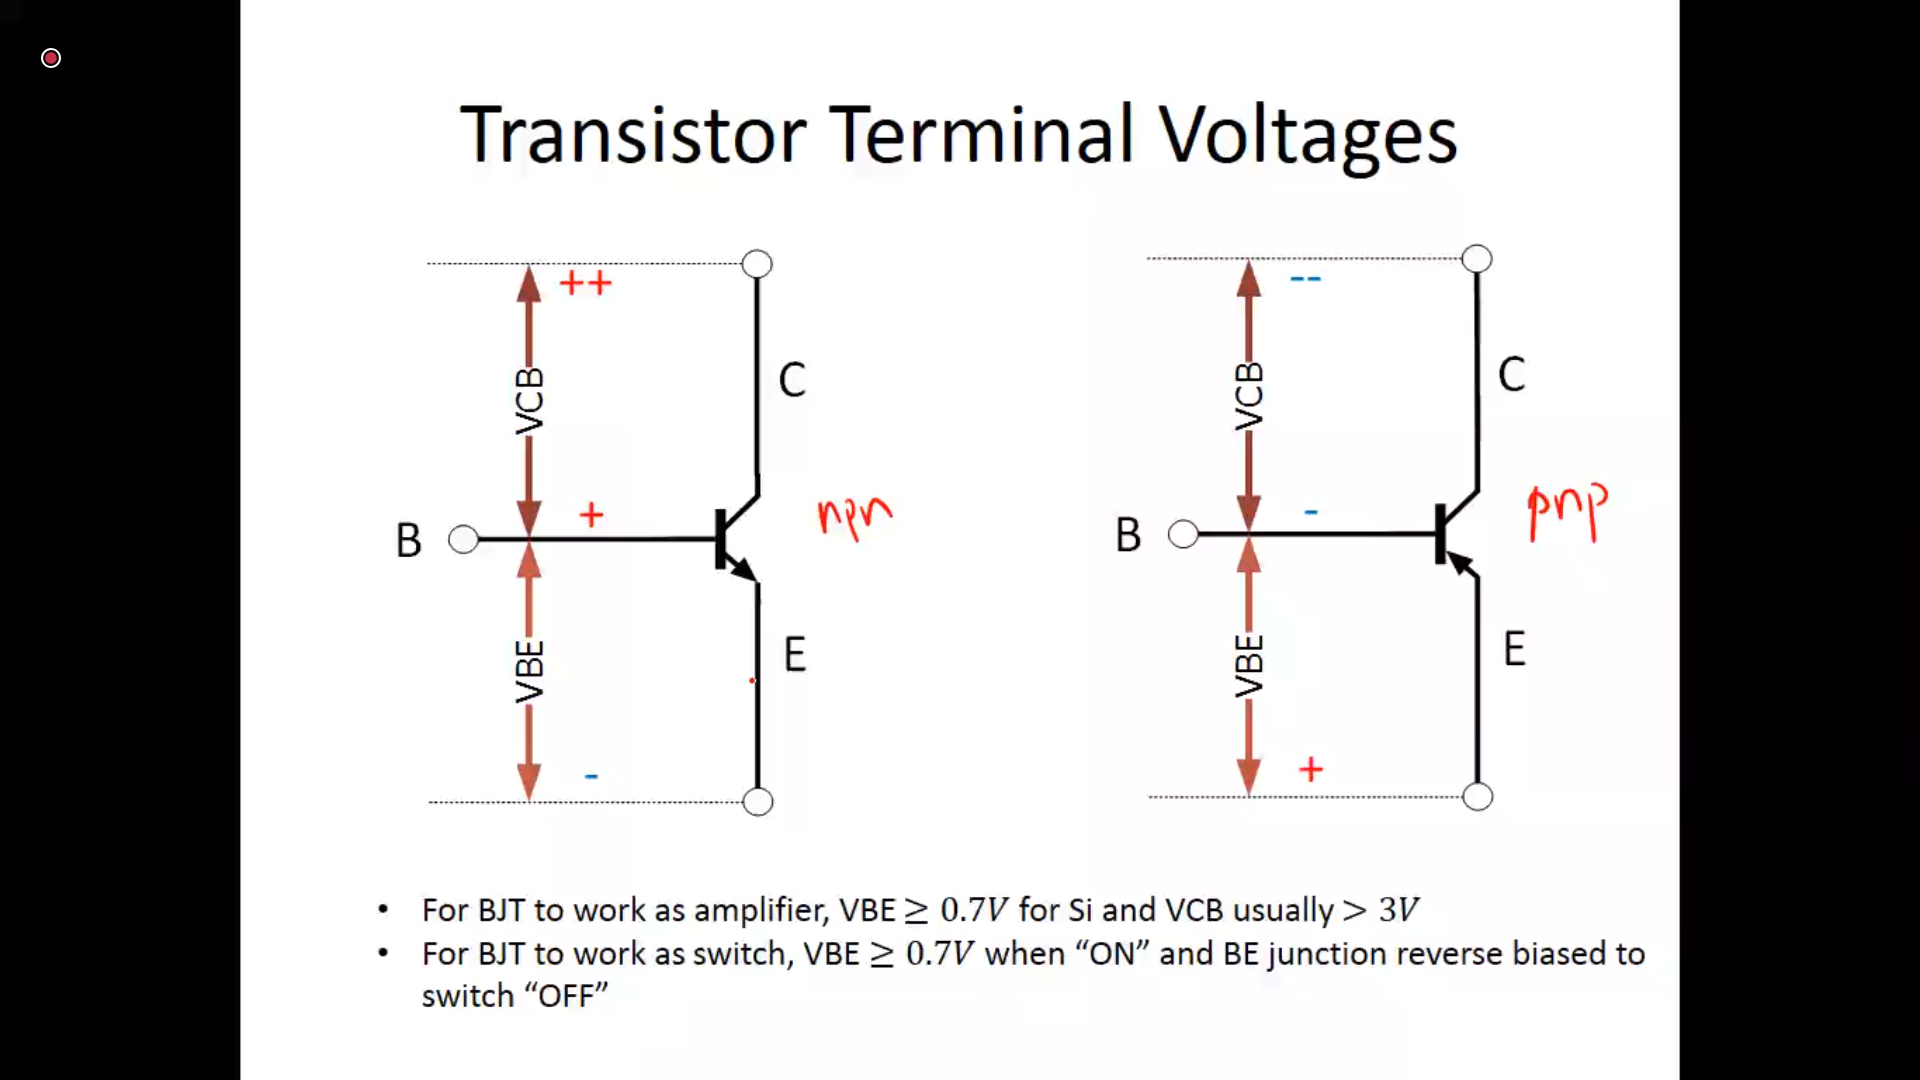 Transistor Terminal Voltages
++
VCB
C
B
+
npn
VBE
E
-
--
VCB
C
B
-
pnp
VBE
E
+
• For BJT to work as amplifier, VBE ≥ 0.7V for Si and VCB usually > 3V
• For BJT to work as switch, VBE ≥ 0.7V when “ON” and BE junction reverse biased to
switch “OFF”